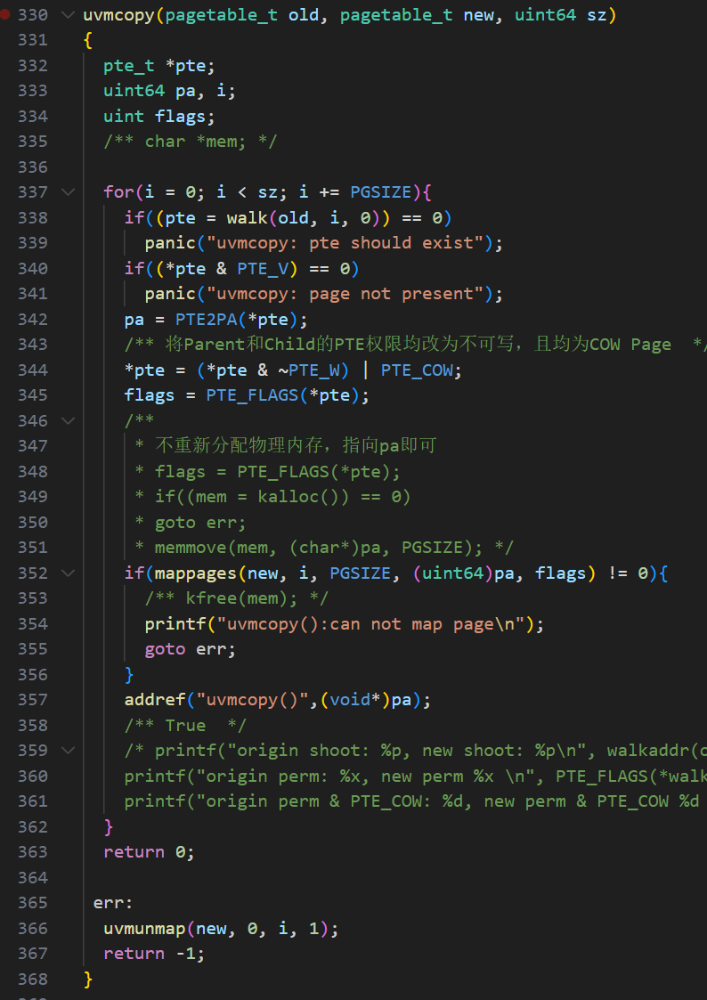 330 uvmcopy(pagetable_t old, pagetable_t new, uint64 sz)
331 {
332 pte_t *pte;
333 uint64 pa, i;
334 uint flags;
335 /** char *mem; */
336
337 for(i = 0; i < sz; i += PGSIZE){
338 if((pte = walk(old, i, 0)) == 0)
339 panic("uvmcopy: pte should exist");
340 if((*pte & PTE_V) == 0)
341 panic("uvmcopy: page not present");
342 pa = PTE2PA(*pte);
343 /** 将Parent和Child的PTE权限均改为不可写，且均为COW Page */
344 *pte = (*pte & ~PTE_W) | PTE_COW;
345 flags = PTE_FLAGS(*pte);
346 /**
347 * 不重新分配物理内存，指向pa即可
348 * flags = PTE_FLAGS(*pte);
349 * if((mem = kalloc()) == 0)
350 * goto err;
351 * memmove(mem, (char*)pa, PGSIZE); */
352 if(mappages(new, i, PGSIZE, (uint64)pa, flags) != 0){
353 /** kfree(mem); */
354 printf("uvmcopy():can not map page\n");
355 goto err;
356 }
357 addref("uvmcopy()",(void*)pa);
358 /** True */
359 /* printf("origin shoot: %p, new shoot: %p\n", walkaddr(
360 printf("origin perm: %x, new perm %x \n", PTE_FLAGS(*walk
361 printf("origin perm & PTE_COW: %d, new perm & PTE_COW %d
362 }
363 return 0;
364
365 err:
366 uvmunmap(new, 0, i, 1);
367 return -1;
368 }